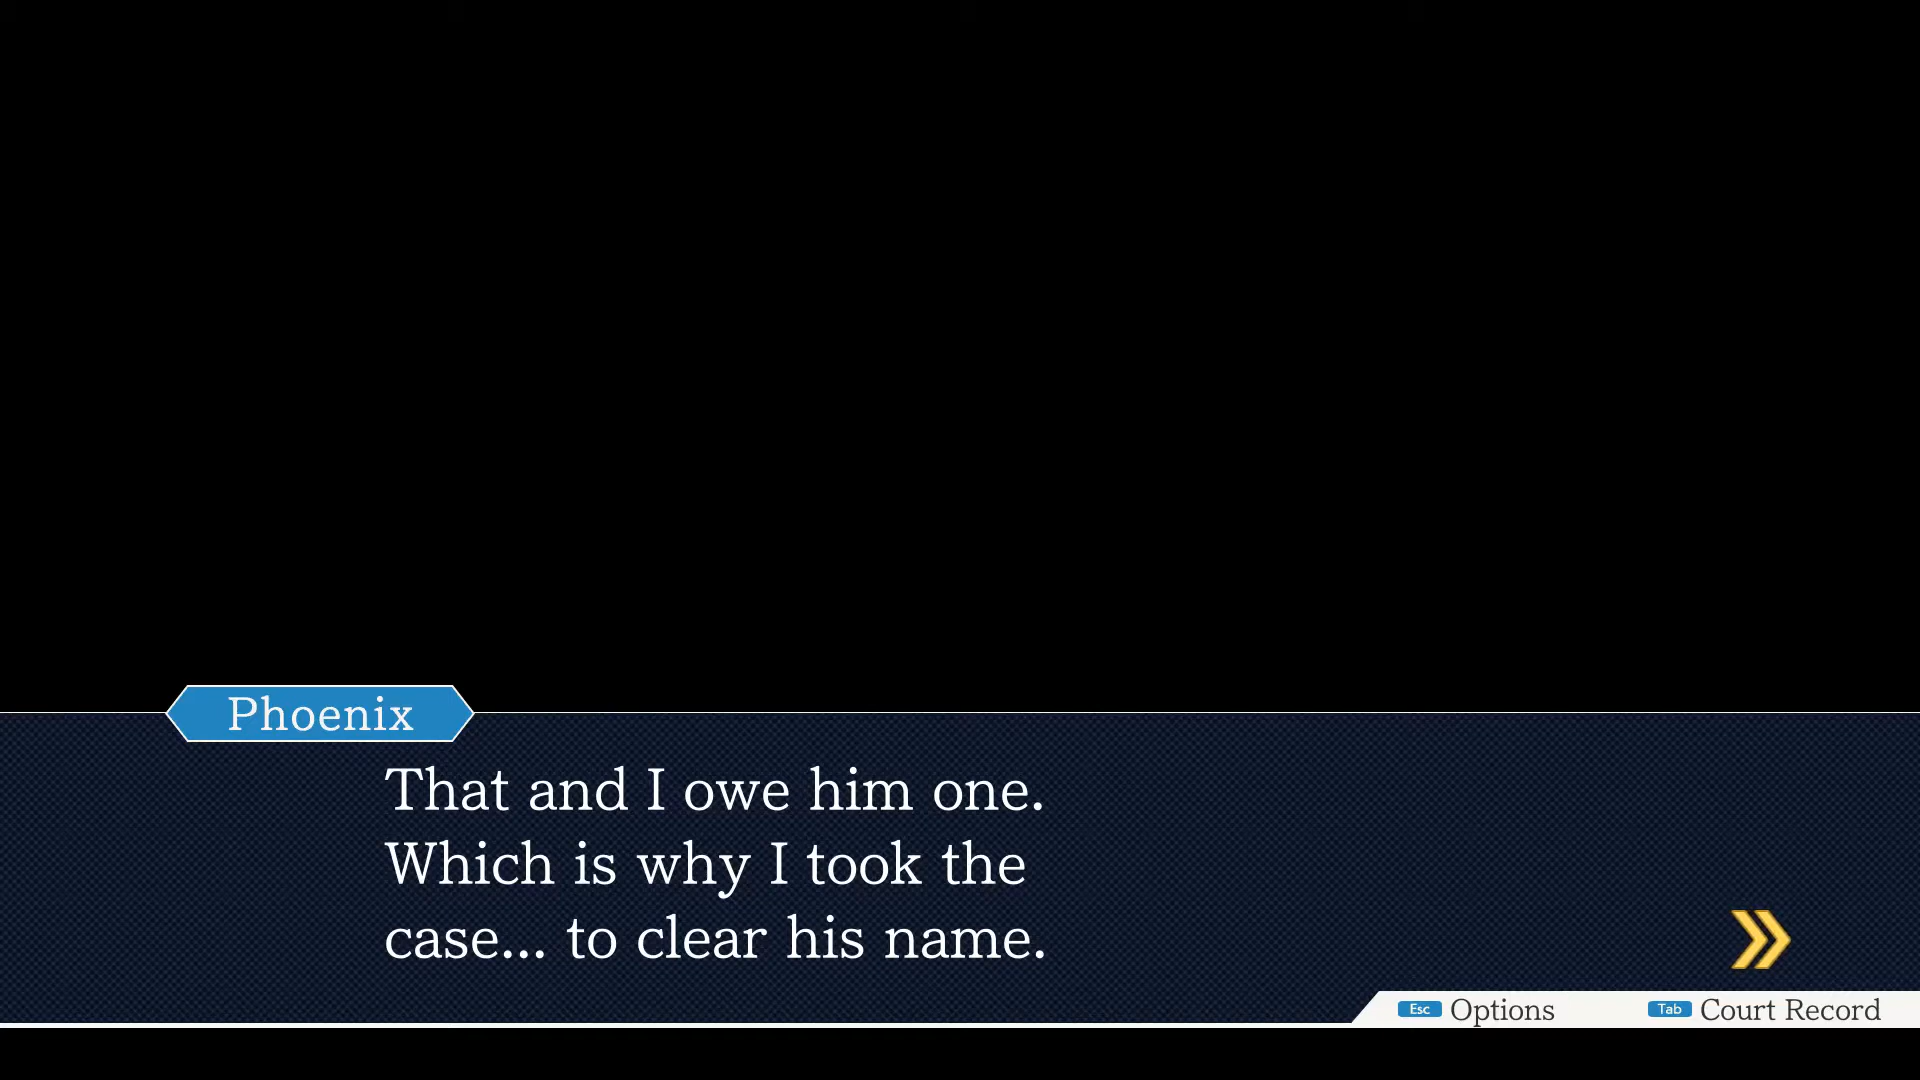 Phoenix
That and I owe him one.
Which is why I took the
case... to clear his name.
Esc Options Tab Court Record